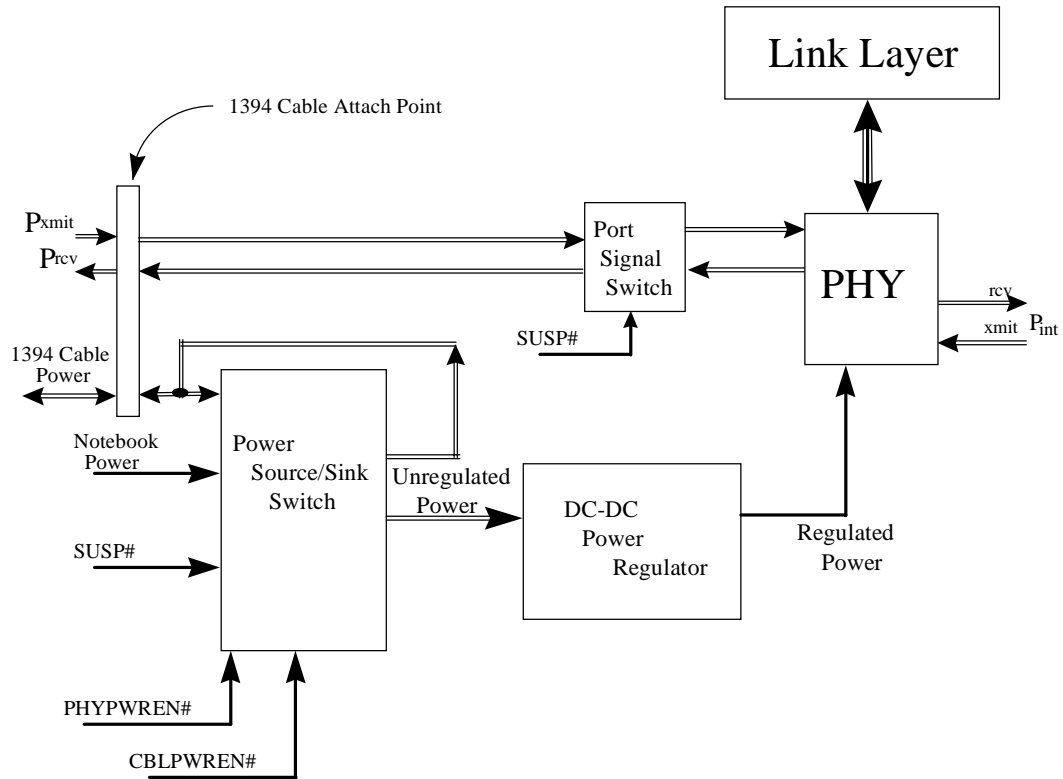 Link Layer
1394 Cable Attach Point
Pxmit
Prcv
Port
Signal
Switch
PHY
rcv
xmit
Pint
SUSP#
1394 Cable
Power
Notebook
Power
Power
Source/Sink
Switch
Unregulated
Power
DC-DC
Power
Regulator
Regulated
Power
SUSP#
PHYPWREN#
CBLPWREN#